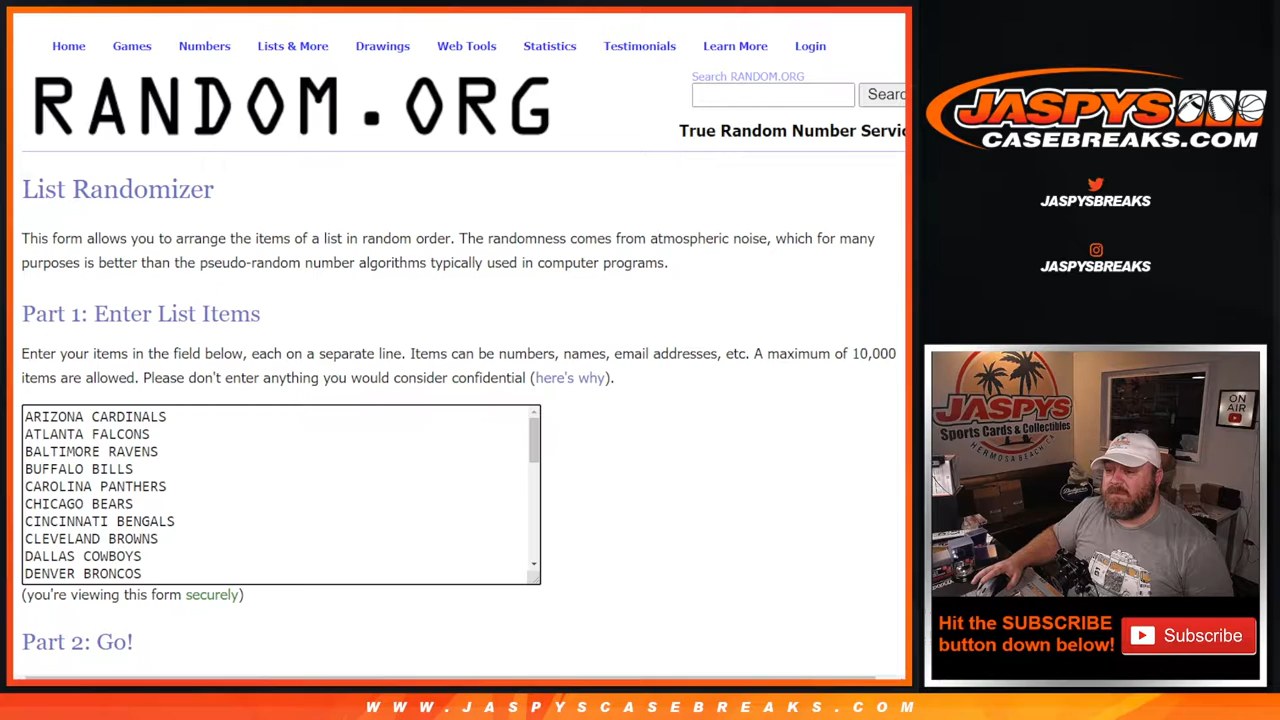 Home Games Numbers Lists & More Drawings Web Tools Statistics Testimonials Learn More Login
RANDOM.ORG
Search RANDOM.ORG
Searc
True Random Number Servic
List Randomizer
This form allows you to arrange the items of a list in random order. The randomness comes from atmospheric noise, which for many
purposes is better than the pseudo-random number algorithms typically used in computer programs.
Part 1: Enter List Items
Enter your items in the field below, each on a separate line. Items can be numbers, names, email addresses, etc. A maximum of 10,000
items are allowed. Please don't enter anything you would consider confidential (here's why).
ARIZONA CARDINALS
ATLANTA FALCONS
BALTIMORE RAVENS
BUFFALO BILLS
CAROLINA PANTHERS
CHICAGO BEARS
CINCINNATI BENGALS
CLEVELAND BROWNS
DALLAS COWBOYS
DENVER BRONCOS
(you're viewing this form securely)
Part 2: Go!
JASPYS
CASEBREAKS.COM
JASPYSBREAKS
JASPYSBREAKS
JASPYS
Sports Cards & Collectibles
HERMOSA BEACH, CA
ON
AIR
Dodgers
Hit the SUBSCRIBE
button down below!
Subscribe
WWW.JASPYSCASEBREAKS.COM